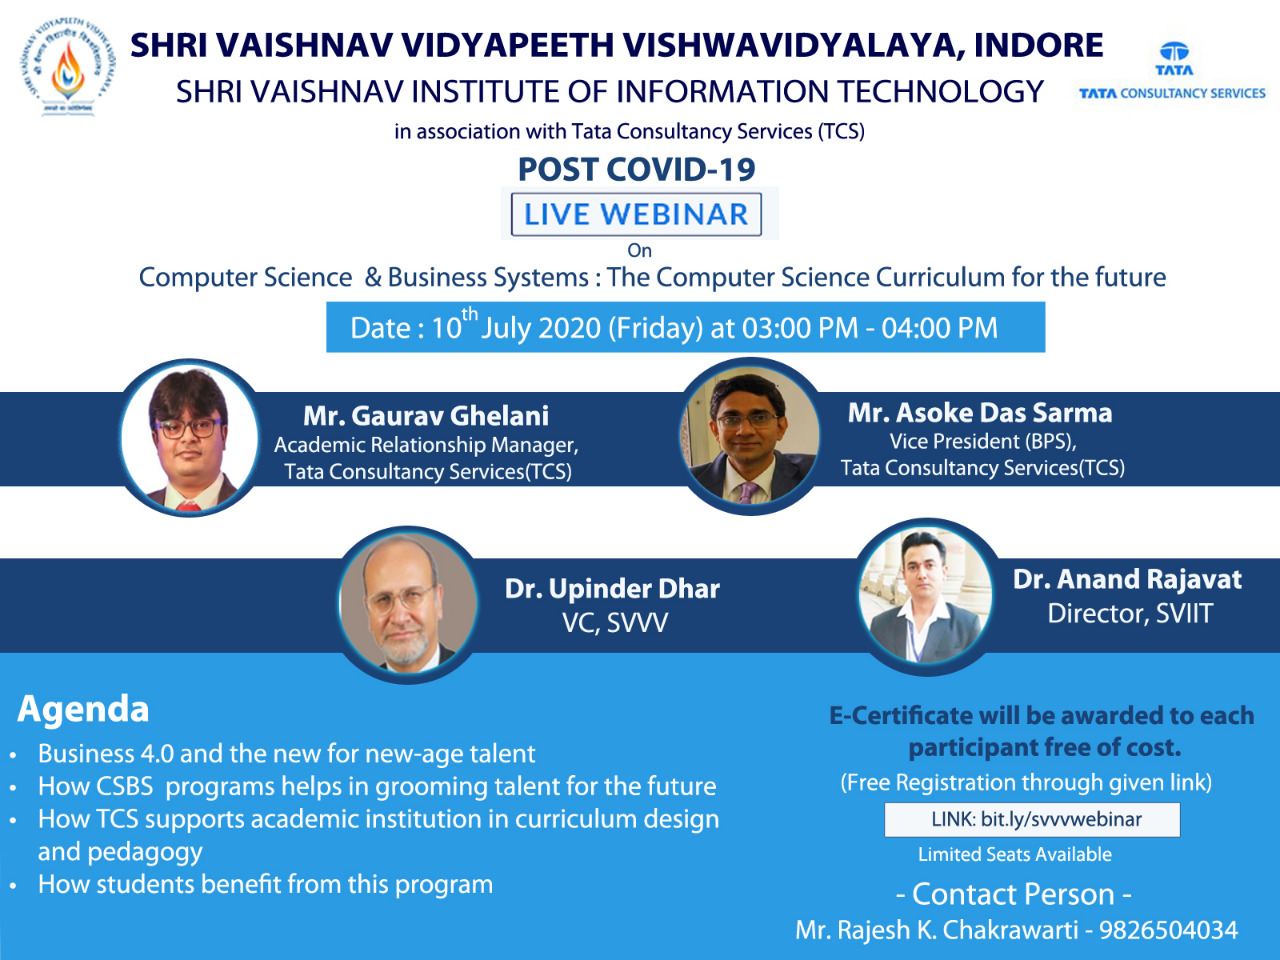 SHRI VAISHNAV VIDYAPEETH VISHWAVIDYALAYA, INDORE
SHRI VAISHNAV INSTITUTE OF INFORMATION TECHNOLOGY
TATA
TATA CONSULTANCY SERVICES
in association with Tata Consultancy Services (TCS)
POST COVID-19
LIVE WEBINAR
On
Computer Science & Business Systems : The Computer Science Curriculum for the future
Date : 10th July 2020 (Friday) at 03:00 PM - 04:00 PM
Mr. Gaurav Ghelani
Academic Relationship Manager,
Tata Consultancy Services(TCS)
Mr. Asoke Das Sarma
Vice President (BPS),
Tata Consultancy Services(TCS)
Dr. Upinder Dhar
VC, SVVV
Dr. Anand Rajavat
Director, SVIIT
Agenda
• Business 4.0 and the new for new-age talent
• How CSBS programs helps in grooming talent for the future
• How TCS supports academic institution in curriculum design
and pedagogy
• How students benefit from this program
E-Certificate will be awarded to each
participant free of cost.
(Free Registration through given link)
LINK: bit.ly/svvvwebinar
Limited Seats Available
- Contact Person -
Mr. Rajesh K. Chakrawarti - 9826504034